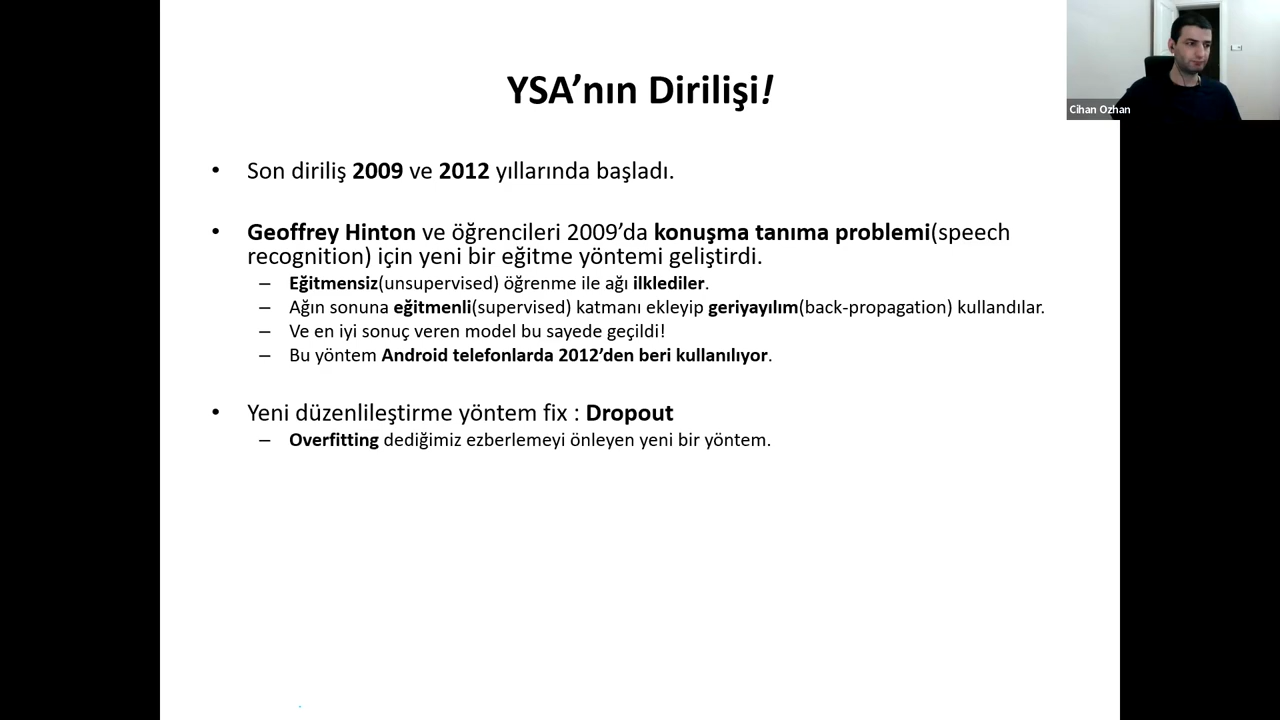 YSA’nın Dirilişi!
Cihan Ozhan
• Son diriliş 2009 ve 2012 yıllarında başladı.
• Geoffrey Hinton ve öğrencileri 2009’da konuşma tanıma problemi(speech
recognition) için yeni bir eğitme yöntemi geliştirdi.
– Eğitmensiz(unsupervised) öğrenme ile ağı ilklediler.
– Ağın sonuna eğitmenli(supervised) katmanı ekleyip geriyayılım(back-propagation) kullandılar.
– Ve en iyi sonuç veren model bu sayede geçildi!
– Bu yöntem Android telefonlarda 2012’den beri kullanılıyor.
• Yeni düzenlileştirme yöntem fix : Dropout
– Overfitting dediğimiz ezberlemeyi önleyen yeni bir yöntem.